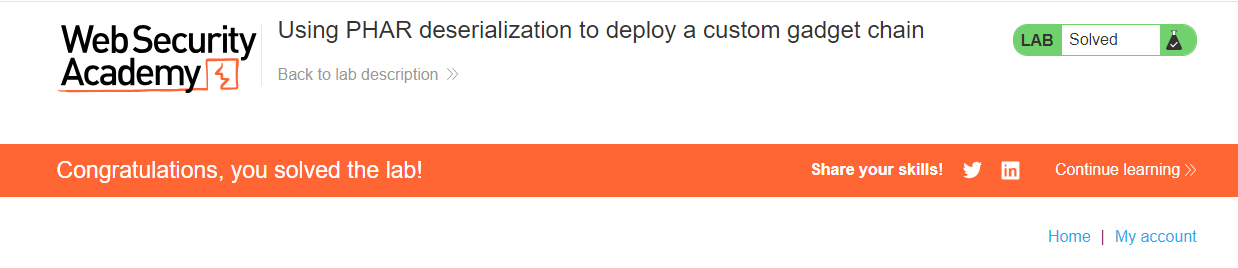 Web Security
Academy
Using PHAR deserialization to deploy a custom gadget chain
Back to lab description
LAB Solved
Congratulations, you solved the lab!
Share your skills!
in
Continue learning
Home | My account